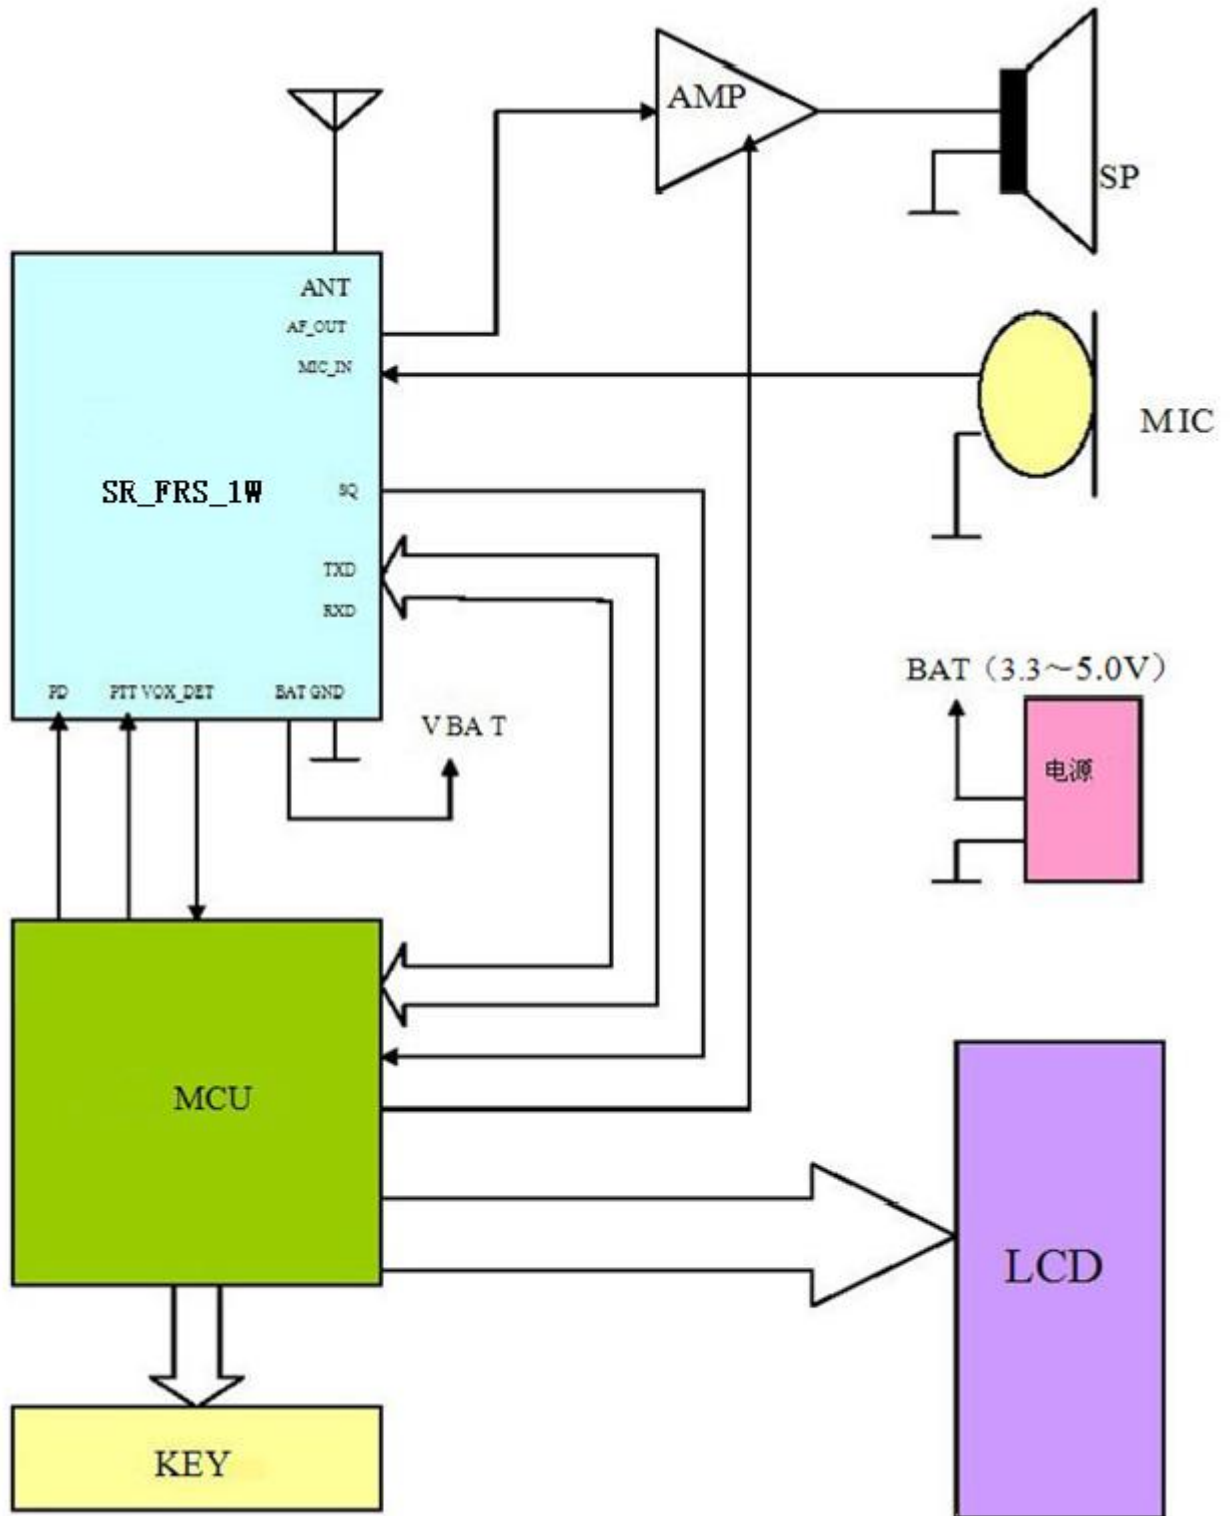 AMP
SP
ANT
AF_OUT
MIC_IN
MIC
SR_FRS_1W
SQ
TXD
RXD
BAT（3.3～5.0V）
PD PTT VOX_DET BAT GND
VBAT
电源
MCU
LCD
KEY